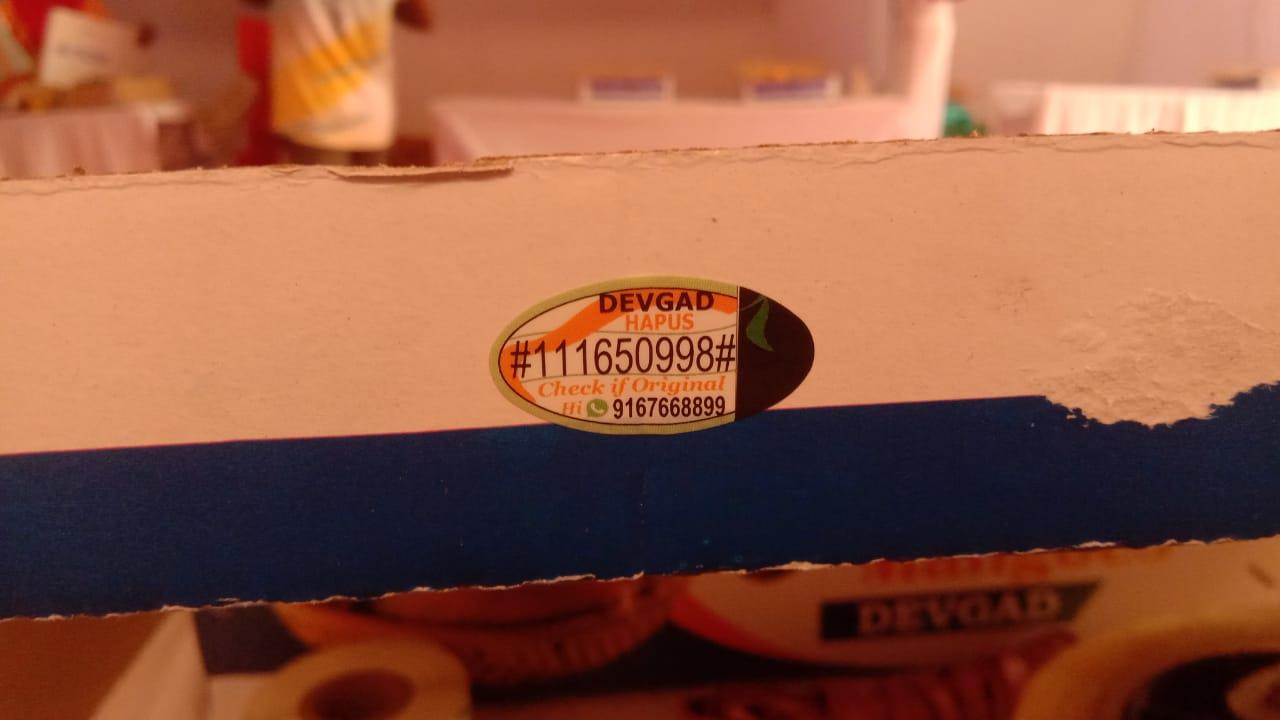 DEVGAD
HAPUS
#111650998#
Check if Original
Hi 9167668899
DEVGAD